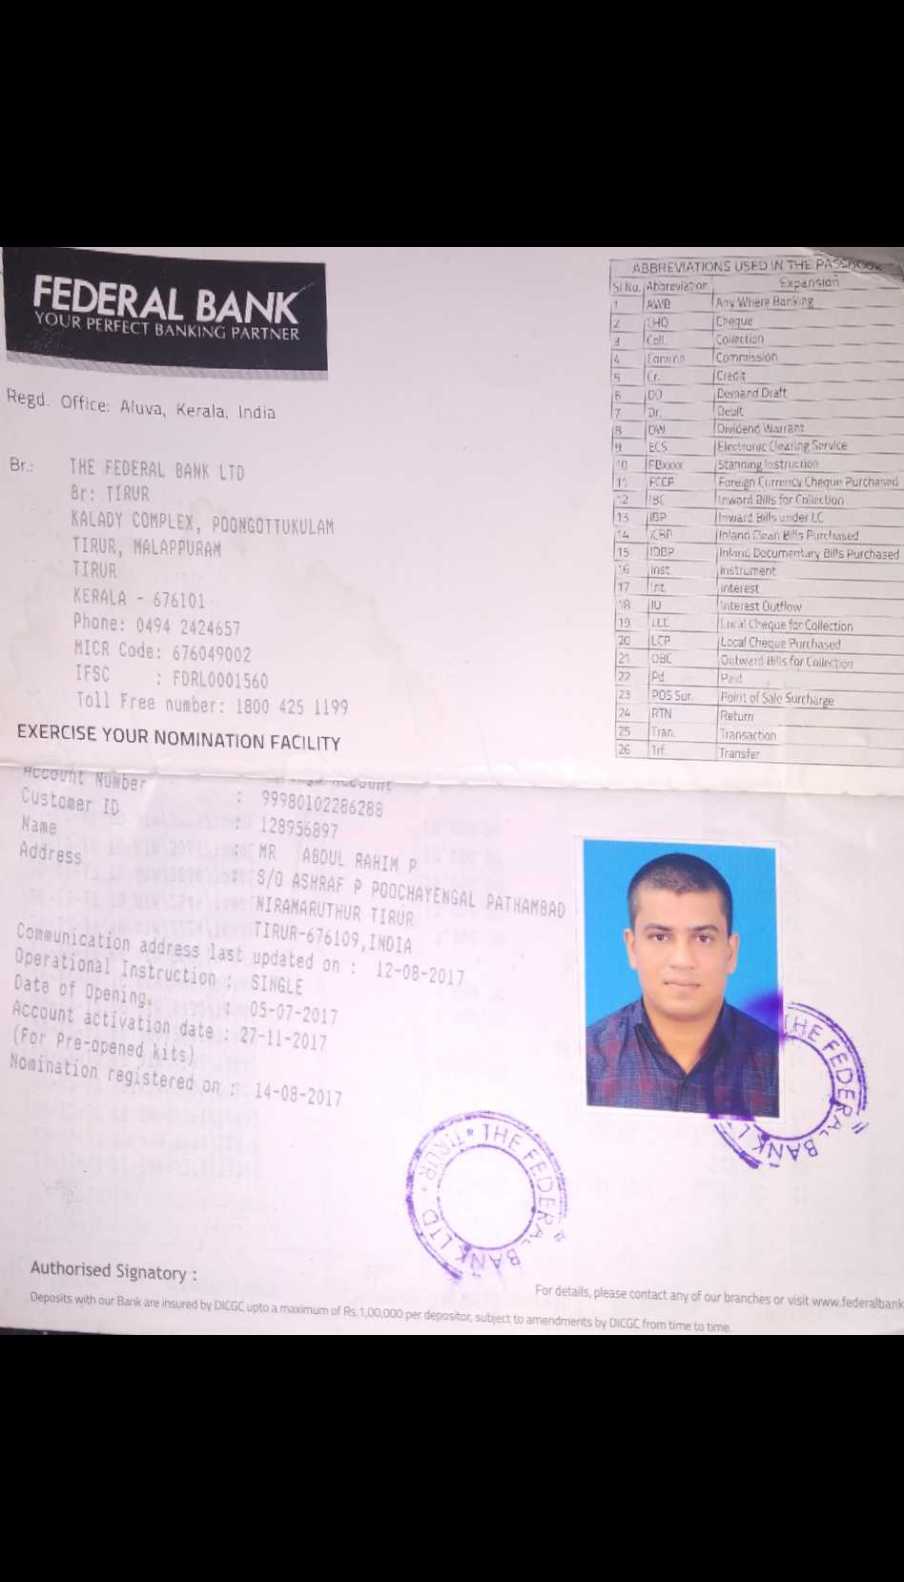 FEDERAL BANK
YOUR PERFECT BANKING PARTNER
Regd. Office: Aluva, Kerala, India
Br.: THE FEDERAL BANK LTD
Br: TIRUR
KALADY COMPLEX, POONGOTTUKULAM
TIRUR, MALAPPURAM
TIRUR
KERALA - 676101
Phone: 0494 2424657
MICR Code: 676049002
IFSC : FDRL0001560
Toll Free number: 1800 425 1199
EXERCISE YOUR NOMINATION FACILITY
ABBREVIATIONS USED IN THE PASSBOOK
Sl No. Abbreviation Expansion
1 AWB Any Where Banking
2 CHQ Cheque
3 Coll. Collection
4 Commission
5 Cr. Credit
6 DD Demand Draft
7 Dr. Debit
8 DW Dividend Warrant
9 ECS Electronic Clearing Service
10 FBxxxx Standing Instruction
11 FCCP Foreign Currency Cheque Purchased
12 IBC Inward Bills for Collection
13 IBP Inward Bills under LC
14 ICBP Inland Clean Bills Purchased
15 IDBP Inland Documentary Bills Purchased
16 Inst. Instrument
17 Int. Interest
18 IO Interest Outflow
19 LCC Local Cheque for Collection
20 LCP Local Cheque Purchased
21 OBC Outward Bills for Collection
22 Pd Paid
23 POS Sur. Point of Sale Surcharge
24 RTN Return
25 Tran. Transaction
26 Trf. Transfer
Account
Account Number : 99980102286288
Customer ID : 128956897
Name : MR ABDUL RAHIM P
Address : S/O ASHRAF P POOCHAYENGAL PATHAMBAD
NIRAMARUTHUR TIRUR
TIRUR-676109,INDIA
Communication address last updated on : 12-08-2017
Operational Instruction : SINGLE
Date of Opening. : 05-07-2017
Account activation date : 27-11-2017
(For Pre-opened kits)
Nomination registered on : 14-08-2017
THE FEDERAL BANK L
THE FEDERAL BANK LTD. TIRUR
Authorised Signatory :
For details, please contact any of our branches or visit www.federalbank
Deposits with our Bank are insured by DICGC upto a maximum of Rs.1,00,000 per depositor, subject to amendments by DICGC from time to time.